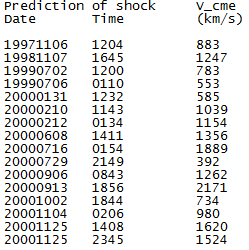 Prediction of shock V_cme
Date Time (km/s)
19971106 1204 883
19981107 1645 1247
19990702 1200 783
19990706 0110 553
20000131 1232 585
20000210 1143 1039
20000212 0134 1154
20000608 1411 1356
20000716 0154 1889
20000729 2149 392
20000906 0843 1262
20000913 1856 2171
20001002 1844 734
20001104 0206 980
20001125 1408 1620
20001125 2345 1524